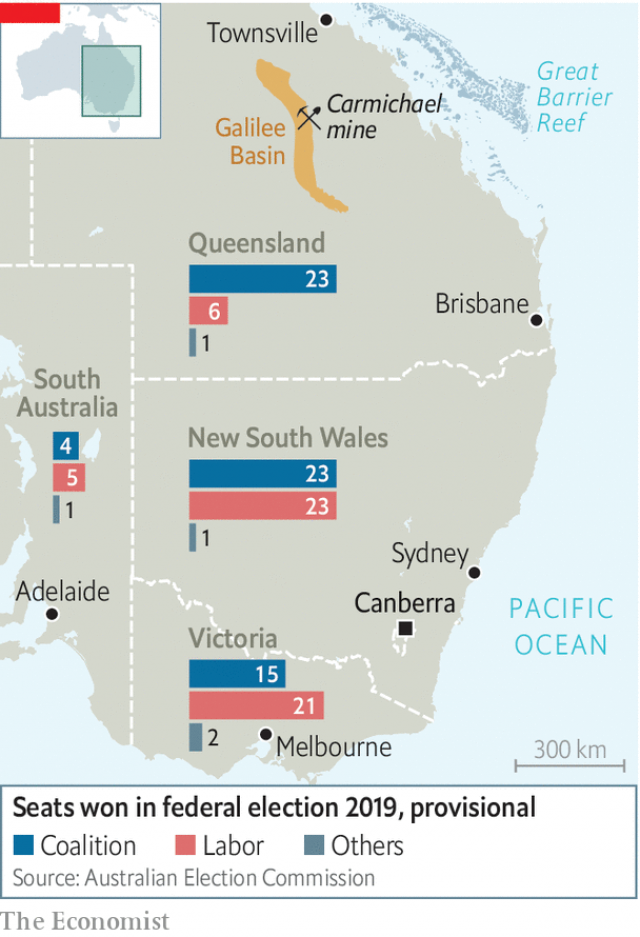 Townsville
Great
Barrier
Reef
Carmichael
mine
Galilee
Basin
Queensland
23
6
1
Brisbane
South
Australia
4
5
1
New South Wales
23
23
1
Sydney
Adelaide
Canberra
PACIFIC
OCEAN
Victoria
15
21
2
Melbourne
300 km
Seats won in federal election 2019, provisional
Coalition Labor Others
Source: Australian Election Commission
The Economist